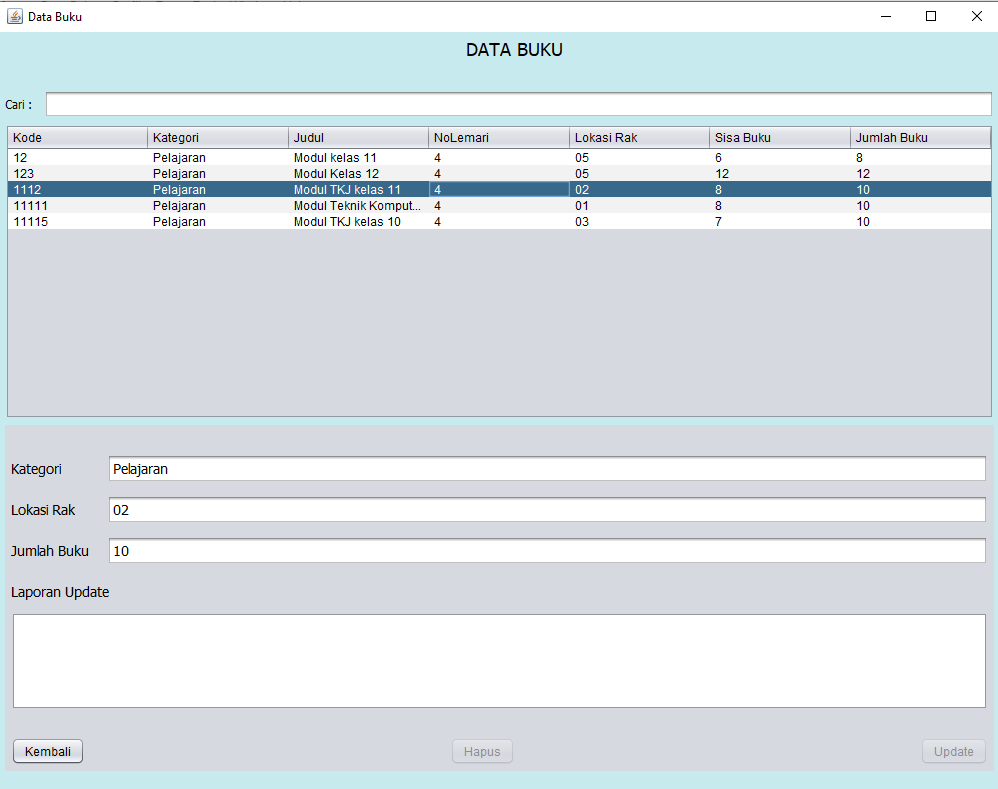 Data Buku
DATA BUKU
Cari :
Kode Kategori Judul NoLemari Lokasi Rak Sisa Buku Jumlah Buku
12 Pelajaran Modul kelas 11 4 05 6 8
123 Pelajaran Modul Kelas 12 4 05 12 12
1112 Pelajaran Modul TKJ kelas 11 4 02 8 10
11111 Pelajaran Modul Teknik Komput... 4 01 8 10
11115 Pelajaran Modul TKJ kelas 10 4 03 7 10
Kategori Pelajaran
Lokasi Rak 02
Jumlah Buku 10
Laporan Update
Kembali Hapus Update